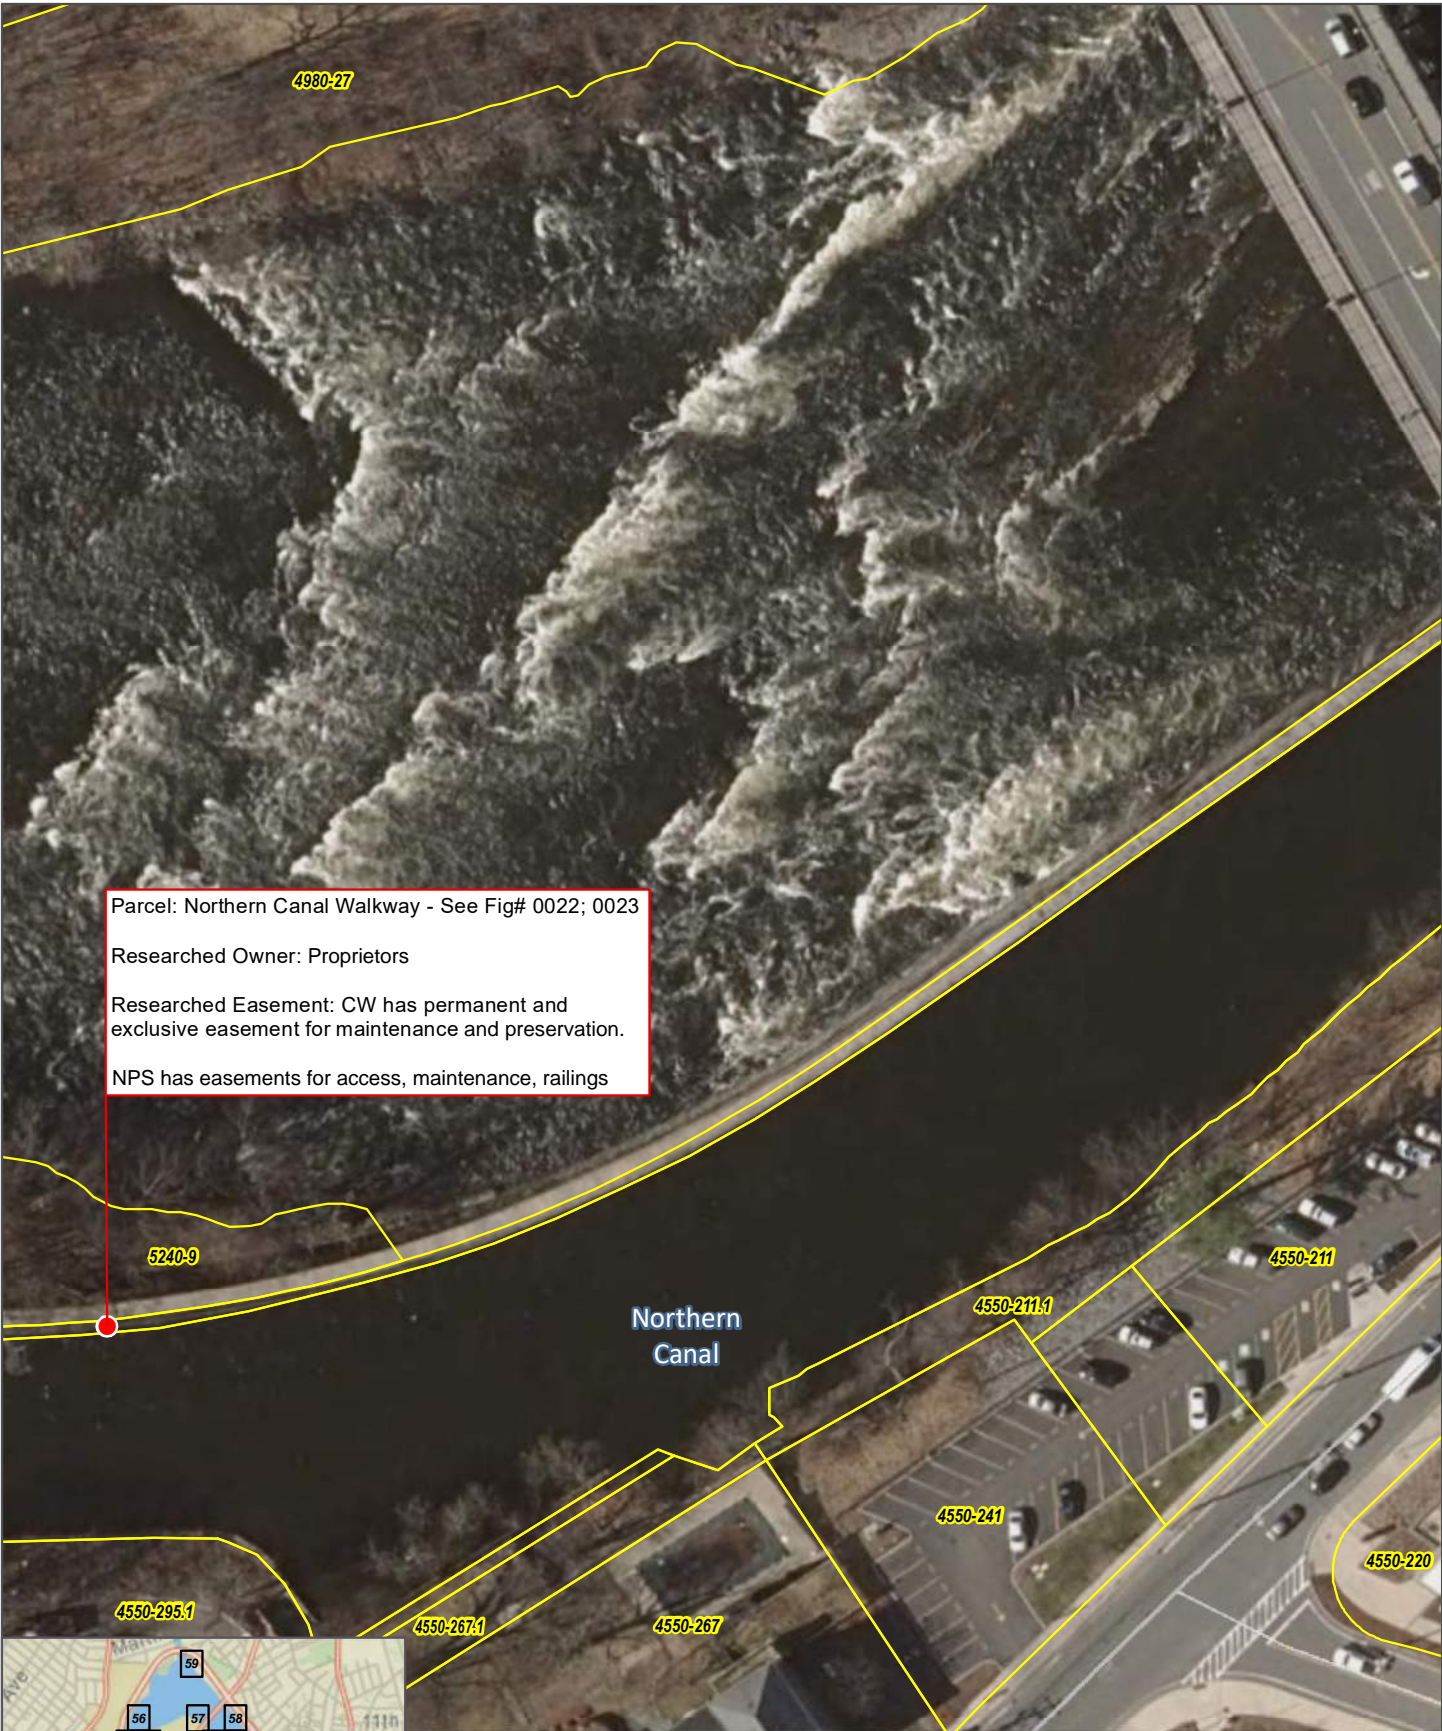 4980-27
Parcel: Northern Canal Walkway - See Fig# 0022; 0023
Researched Owner: Proprietors
Researched Easement: CW has permanent and
exclusive easement for maintenance and preservation.
NPS has easements for access, maintenance, railings
5240-9
4550-211
4550-211.1
Northern
Canal
4550-241
4550-220
4550-295.1
4550-267.1
4550-267
Ave
59
56
57
58
11th